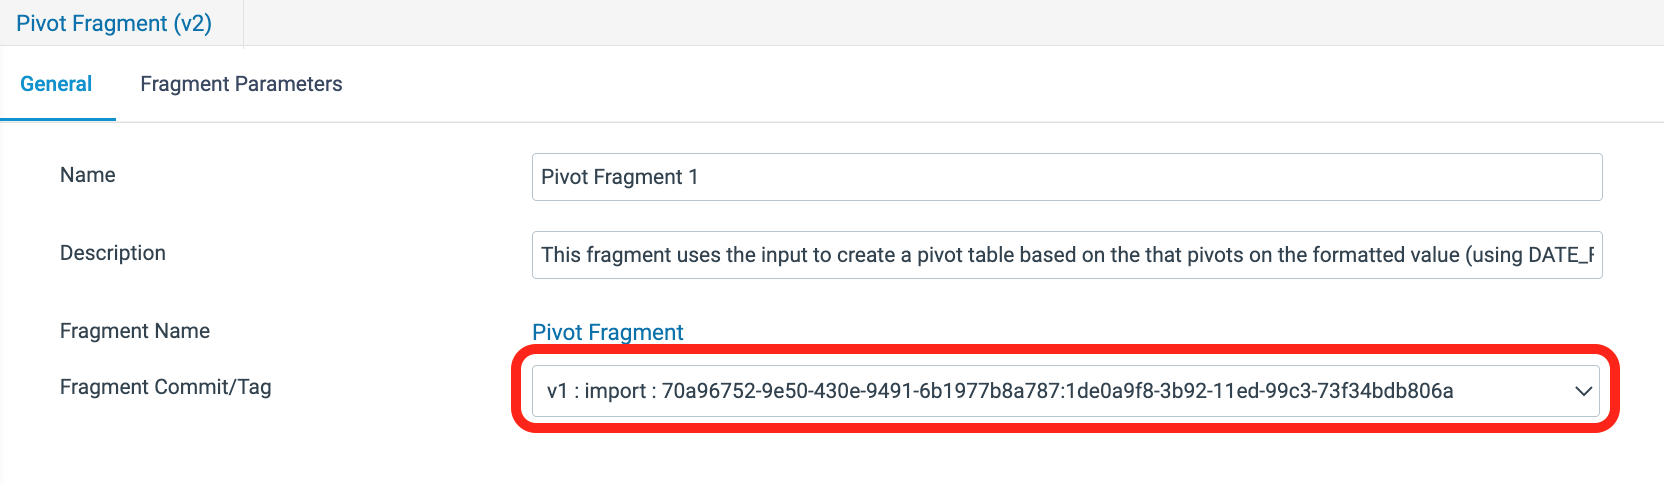 Pivot Fragment (v2)
General Fragment Parameters
Name Pivot Fragment 1
Description This fragment uses the input to create a pivot table based on the that pivots on the formatted value (using DATE_F
Fragment Name Pivot Fragment
Fragment Commit/Tag v1 : import : 70a96752-9e50-430e-9491-6b1977b8a787:1de0a9f8-3b92-11ed-99c3-73f34bdb806a